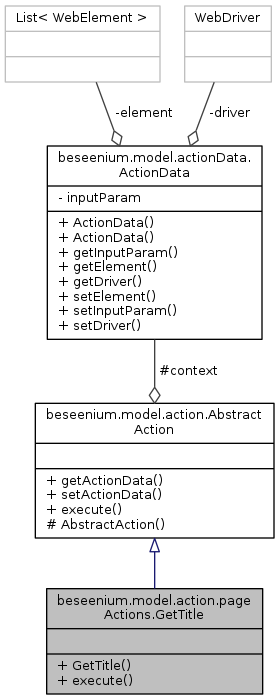 List< WebElement >
WebDriver
-element
-driver
beseenium.model.actionData.
ActionData
- inputParam
+ ActionData()
+ ActionData()
+ getInputParam()
+ getElement()
+ getDriver()
+ setElement()
+ setInputParam()
+ setDriver()
#context
beseenium.model.action.Abstract
Action
+ getActionData()
+ setActionData()
+ execute()
# AbstractAction()
beseenium.model.action.page
Actions.GetTitle
+ GetTitle()
+ execute()